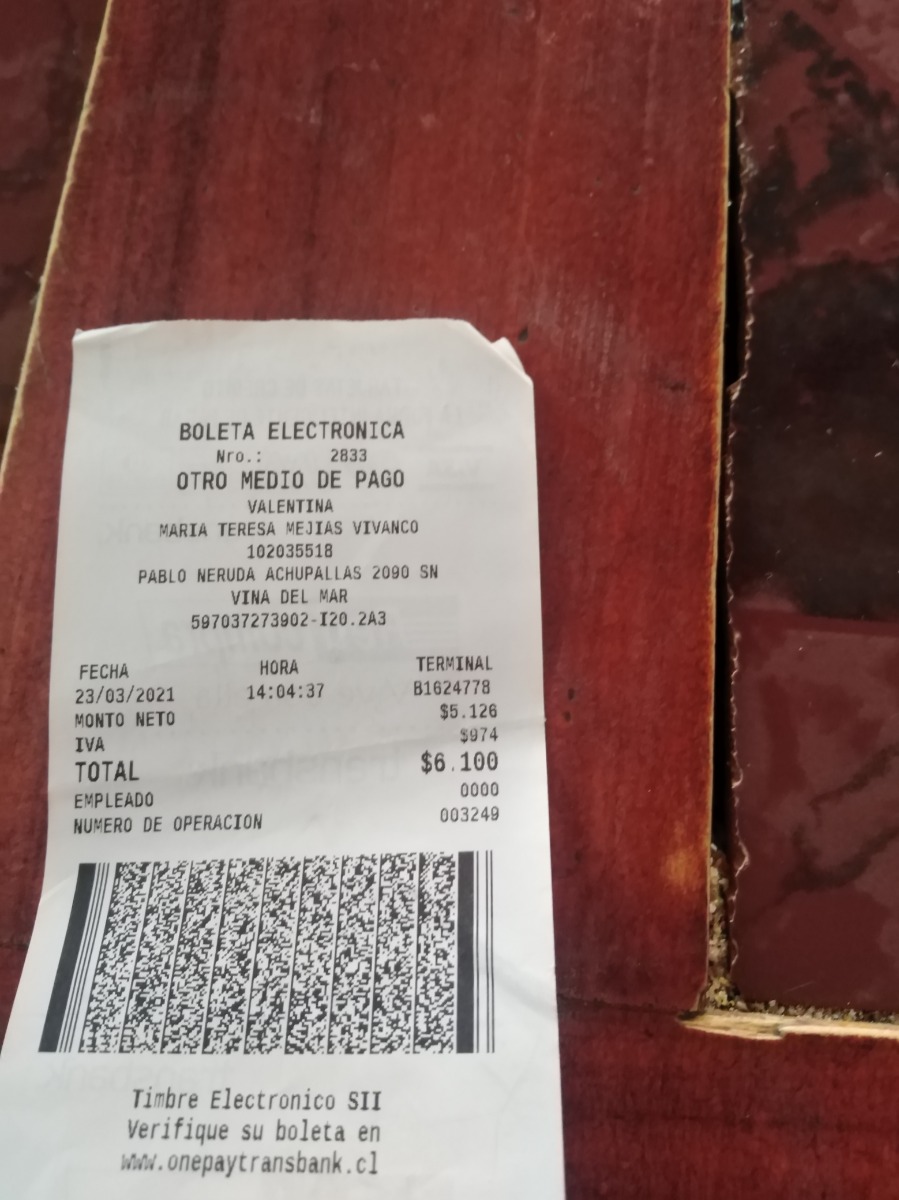 BOLETA ELECTRONICA
Nro.: 2833
OTRO MEDIO DE PAGO
VALENTINA
MARIA TERESA MEJIAS VIVANCO
102035518
PABLO NERUDA ACHUPALLAS 2090 SN
VINA DEL MAR
597037273902-I20.2A3
FECHA HORA TERMINAL
23/03/2021 14:04:37 B1624778
MONTO NETO $5.126
IVA $974
TOTAL $6.100
EMPLEADO 0000
NUMERO DE OPERACION 003249
Timbre Electronico SII
Verifique su boleta en
www.onepaytransbank.cl